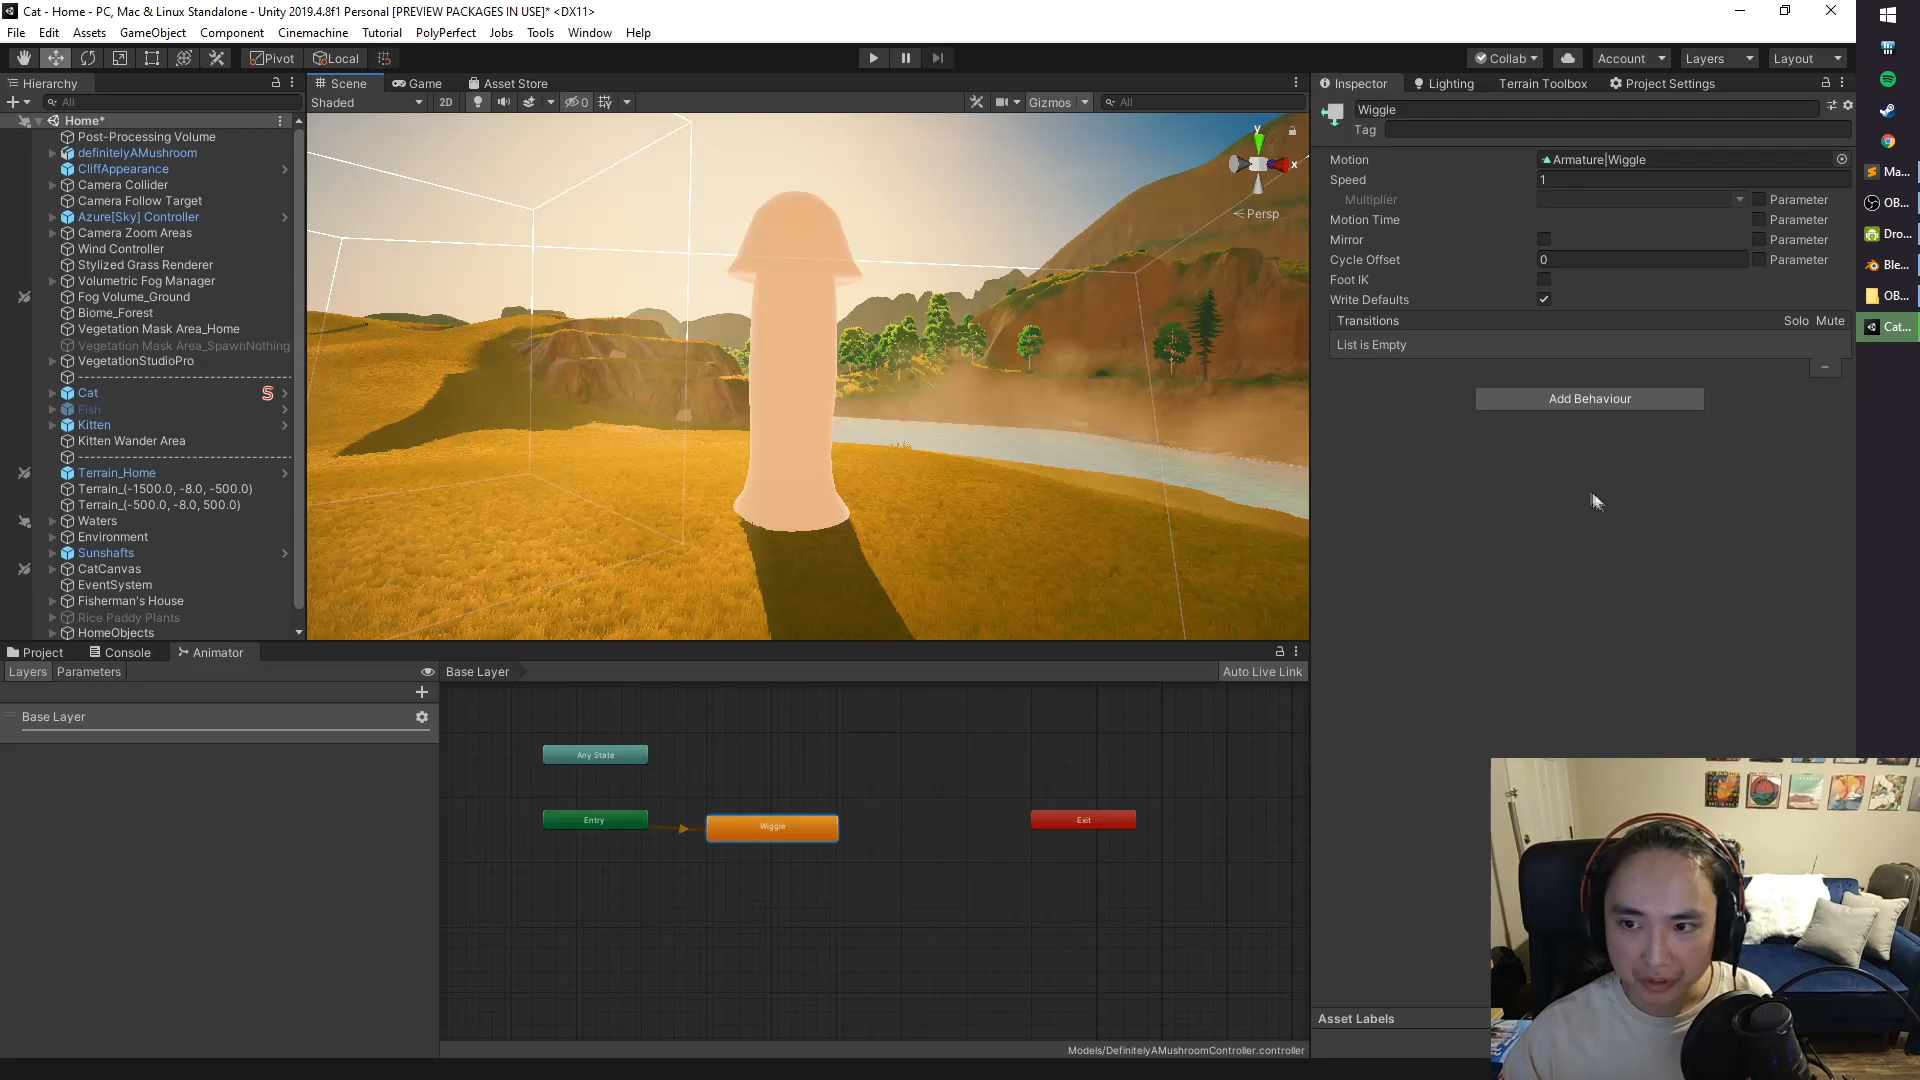 Cat - Home - PC, Mac & Linux Standalone - Unity 2019.4.8f1 Personal [PREVIEW PACKAGES IN USE]* <DX11>
File Edit Assets GameObject Component Cinemachine Tutorial PolyPerfect Jobs Tools Window Help
Pivot Local Collab Account Layers Layout
Hierarchy
All
Home*
Post-Processing Volume
definitelyAMushroom
CliffAppearance
Camera Collider
Camera Follow Target
Azure[Sky] Controller
Camera Zoom Areas
Wind Controller
Stylized Grass Renderer
Volumetric Fog Manager
Fog Volume_Ground
Biome_Forest
Vegetation Mask Area_Home
Vegetation Mask Area_SpawnNothing
VegetationStudioPro
Cat
S
Fish
Kitten
Kitten Wander Area
Terrain_Home
Terrain_(-1500.0, -8.0, -500.0)
Terrain_(-500.0, -8.0, 500.0)
Waters
Environment
Sunshafts
CatCanvas
EventSystem
Fisherman's House
Rice Paddy Plants
HomeObjects
Scene Game Asset Store
Shaded 2D 0 Gizmos All
y
x
Persp
Inspector Lighting Terrain Toolbox Project Settings
Wiggle
Tag
Motion Armature|Wiggle
Speed 1
Multiplier Parameter
Motion Time Parameter
Mirror Parameter
Cycle Offset 0 Parameter
Foot IK
Write Defaults
Transitions Solo Mute
List is Empty
Add Behaviour
Asset Labels
Project Console Animator
Layers Parameters
Base Layer
Base Layer Auto Live Link
Any State
Entry
Wiggle
Exit
Models/DefinitelyAMushroomController.controller
Ma...
OB...
Dro...
Ble...
OB...
Cat...